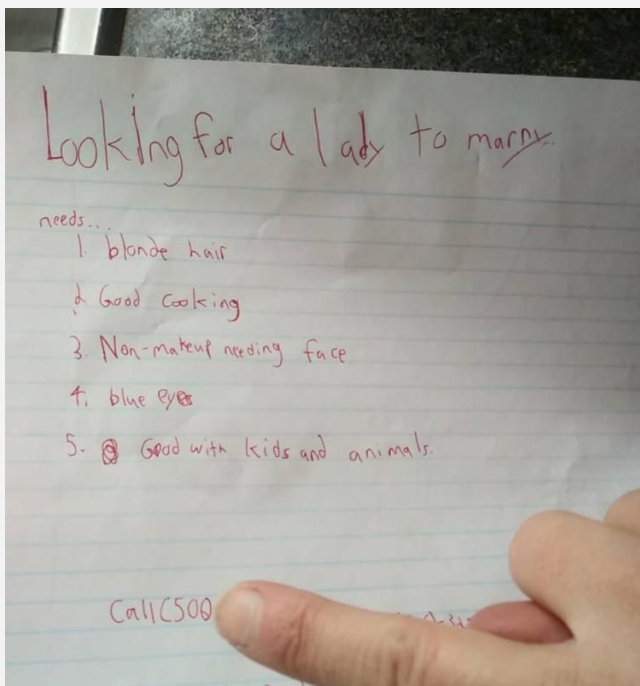 Looking for a lady to marry
needs...
1. blonde hair
2. Good cooking
3. Non-makeup needing face
4. blue eyes
5. Good with kids and animals.
Call (50